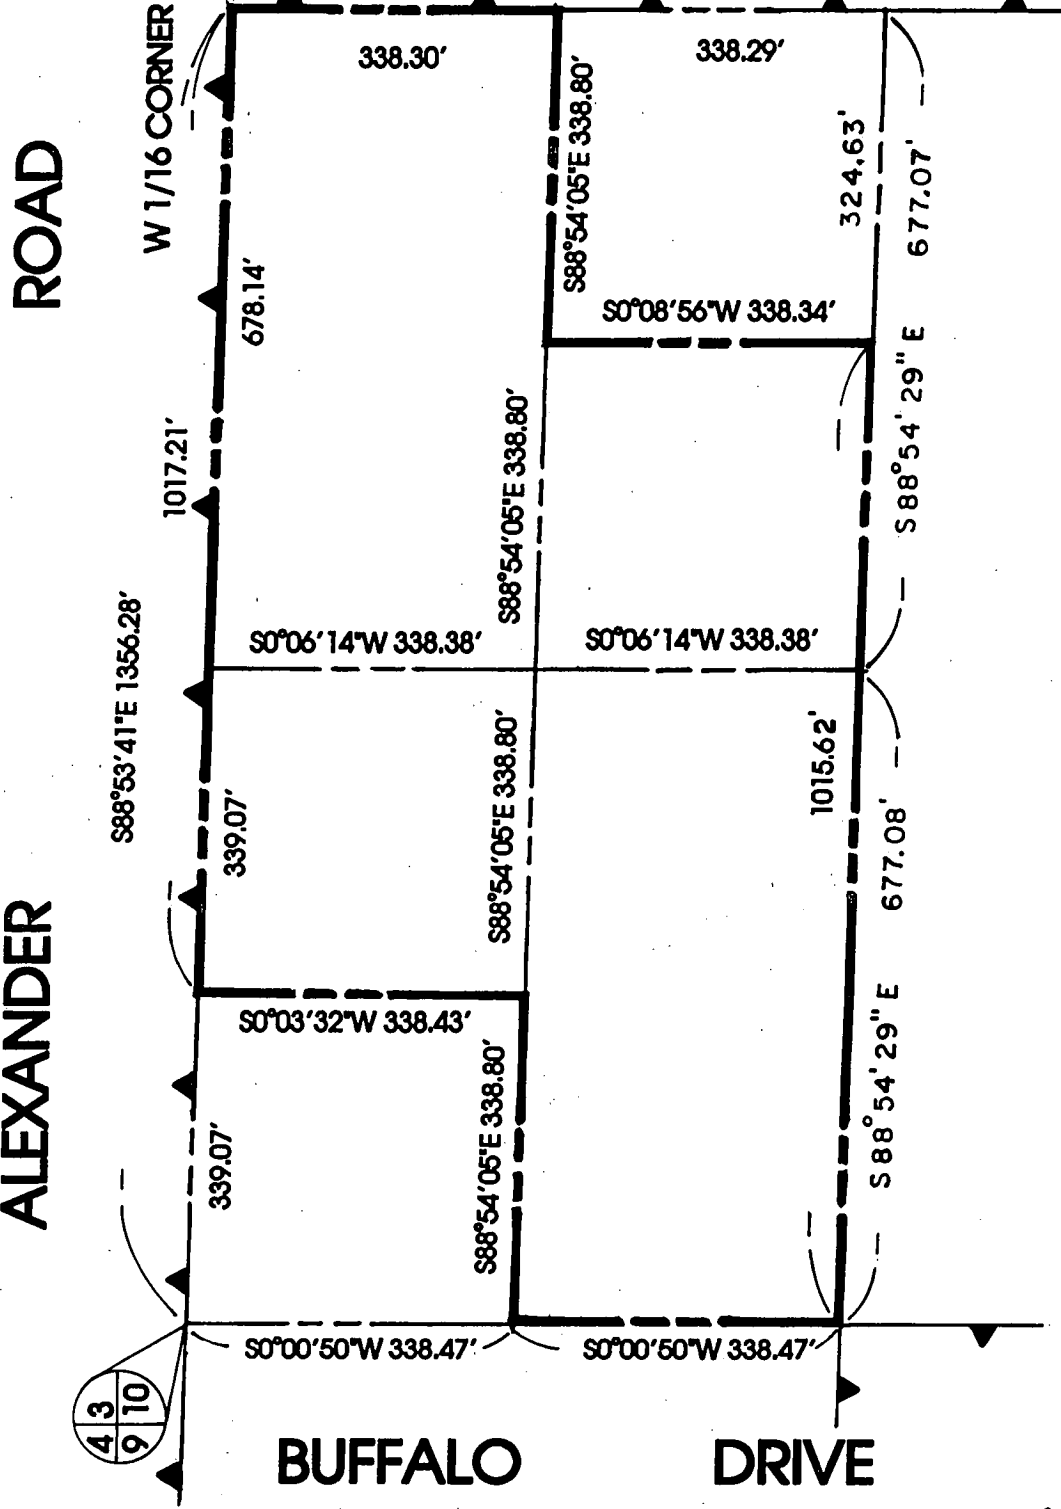 W 1/16 CORNER
338.30′
338.29′
S88°54′05"E 338.80′
324.63'
677.07'
ROAD
678.14′
S0°08′56"W 338.34′
1017.21′
S88°54′05"E 338.80′
S 88° 54' 29" E
S88°53′41"E 1356.28′
S0°06′14"W 338.38′
S0°06′14"W 338.38′
339.07′
S88°54′05"E 338.80′
1015.62'
677.08'
ALEXANDER
S0°03′32"W 338.43′
339.07′
S88°54′05"E 338.80′
S 88° 54' 29" E
S0°00′50"W 338.47′
S0°00′50"W 338.47′
4 3
9 10
BUFFALO DRIVE